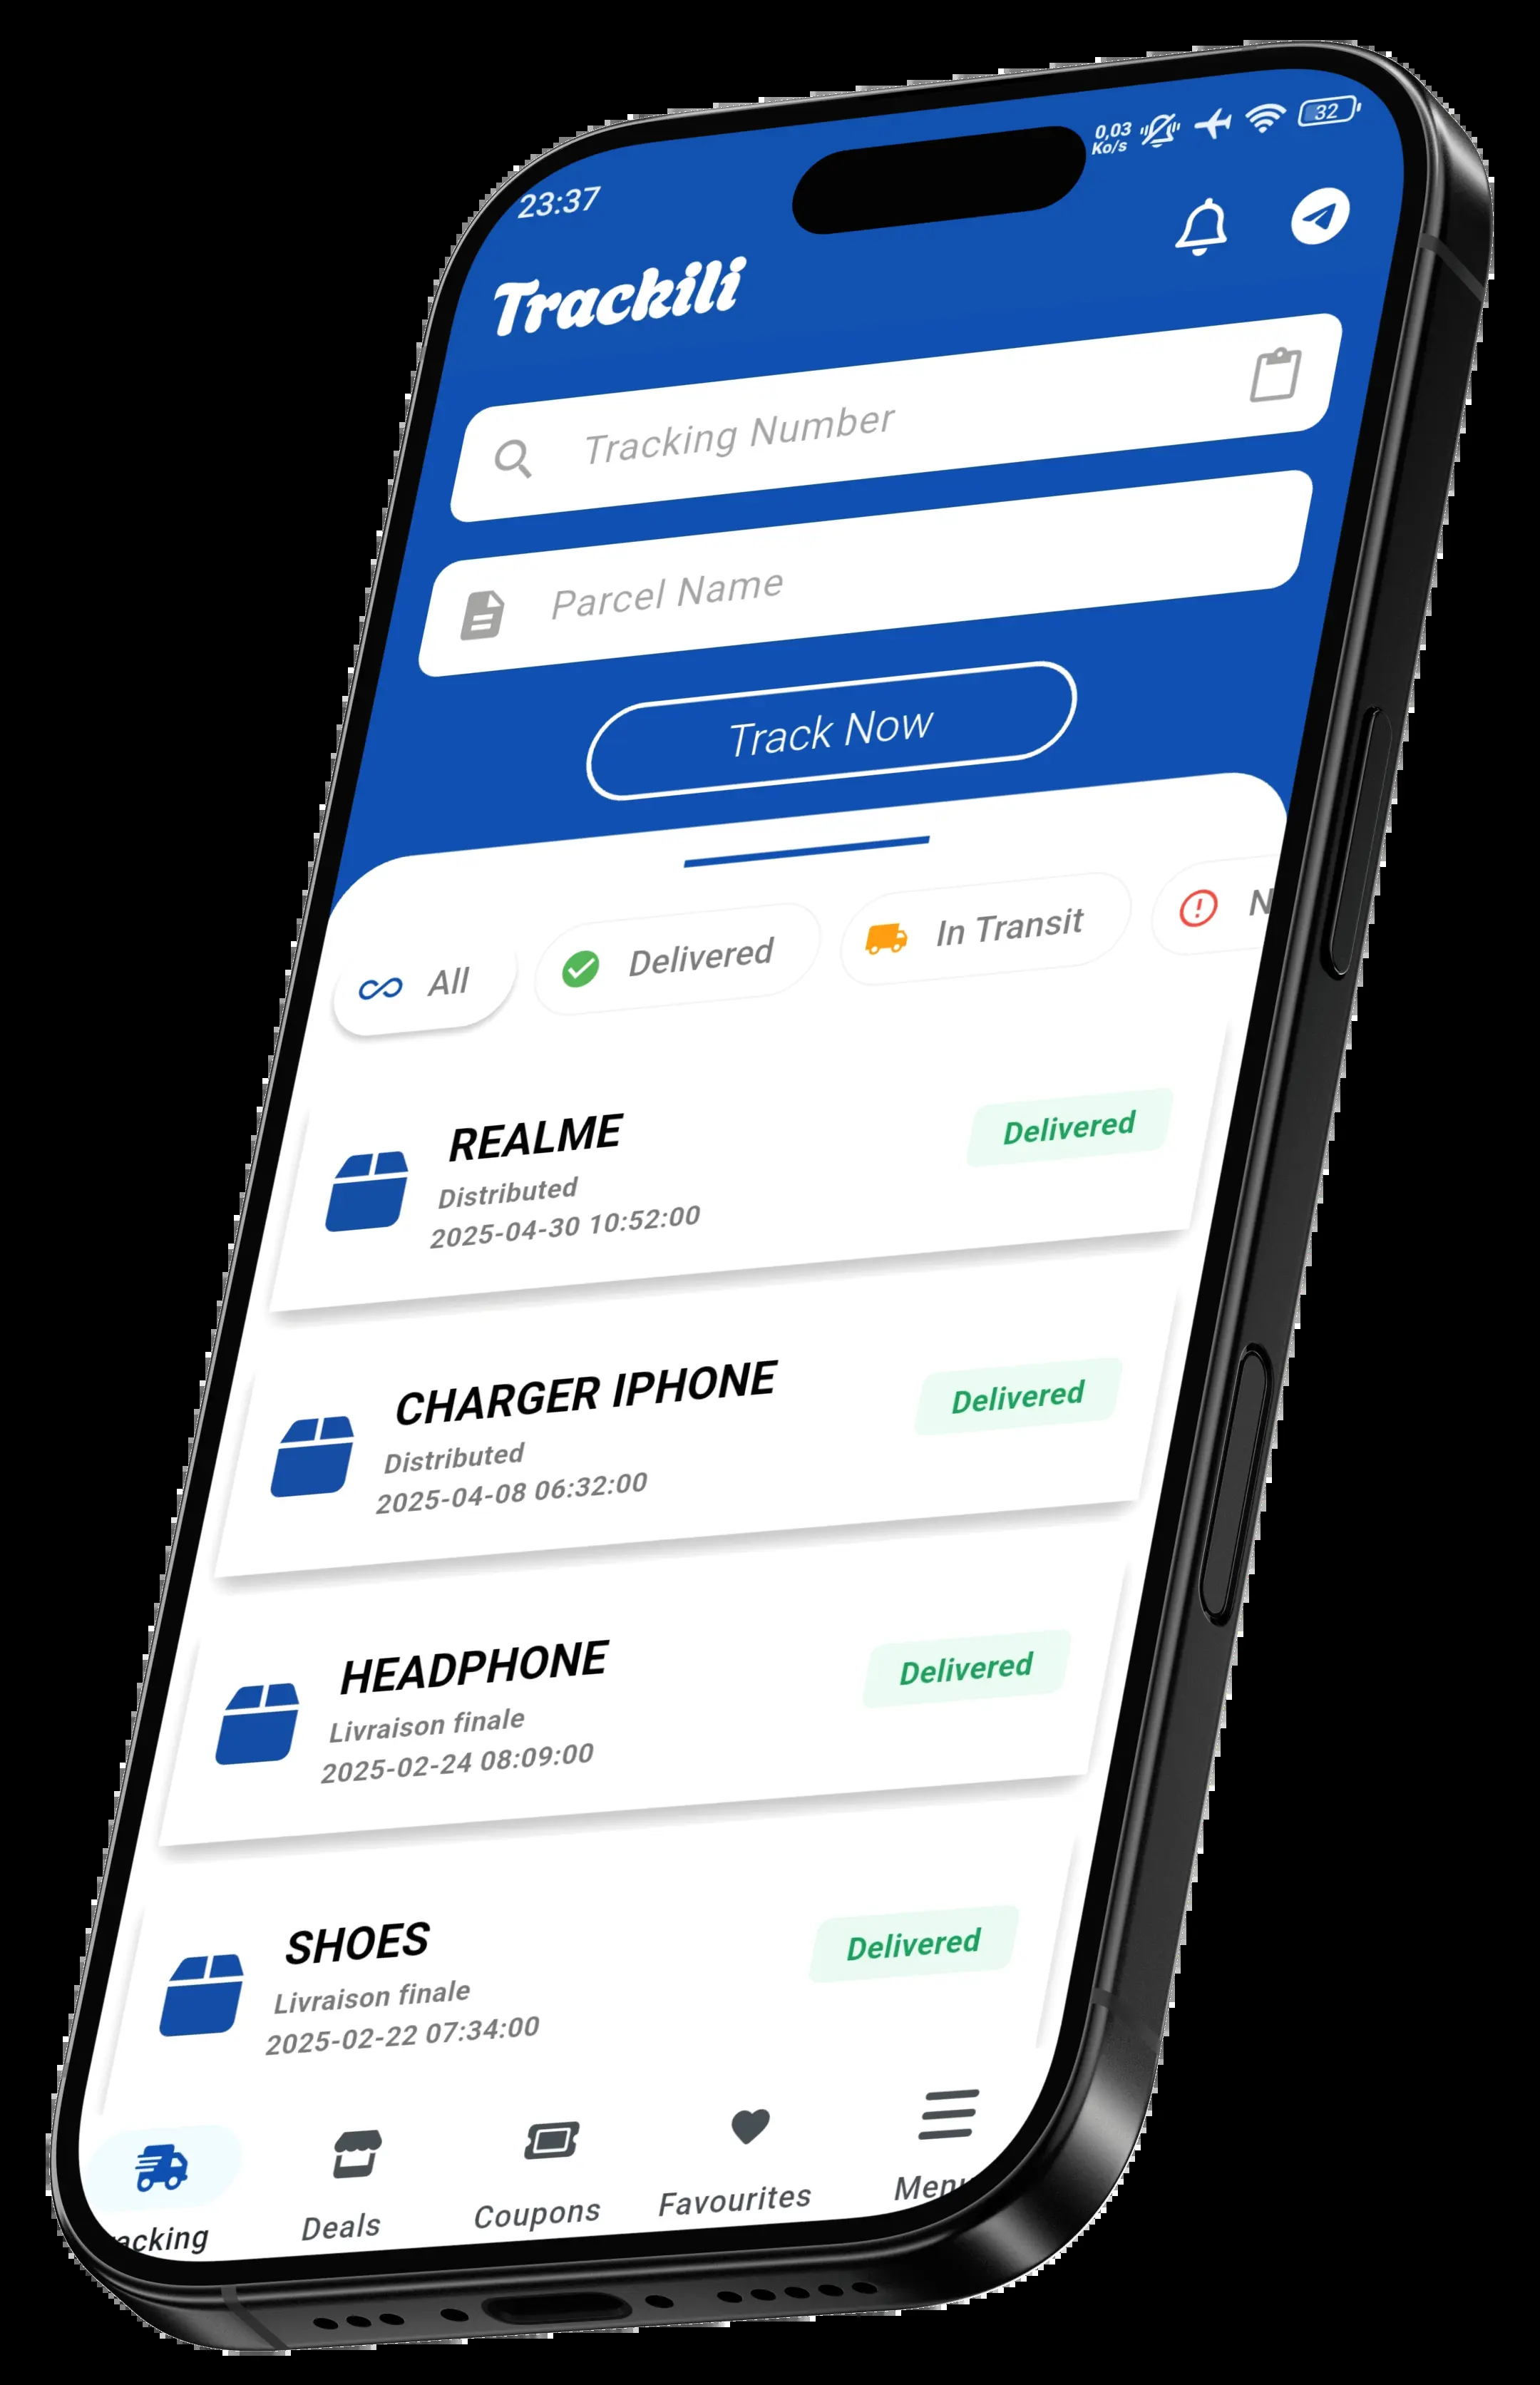 23:37
0,03
Ko/s
32
Trackili
Tracking Number
Parcel Name
Track Now
All
Delivered
In Transit
N
REALME
Delivered
Distributed
2025-04-30 10:52:00
CHARGER IPHONE
Delivered
Distributed
2025-04-08 06:32:00
HEADPHONE
Delivered
Livraison finale
2025-02-24 08:09:00
SHOES
Delivered
Livraison finale
2025-02-22 07:34:00
acking
Deals
Coupons
Favourites
Menu